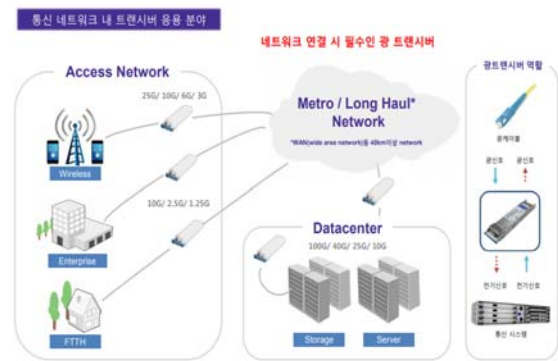 통신 네트워크 내 트랜시버 응용 분야
네트워크 연결 시 필수인 광 트랜시버
Access Network
25G/ 10G/ 6G/ 3G
Wireless
10G/ 2.5G/ 1.25G
Enterprise
FTTH
Metro / Long Haul*
Network
*WAN(wide area network)등 40km이상 network
Datacenter
100G/ 40G/ 25G/ 10G
Storage
Server
광트랜시버 역활
광케이블
광신호
광신호
전기신호
전기신호
통신 시스템